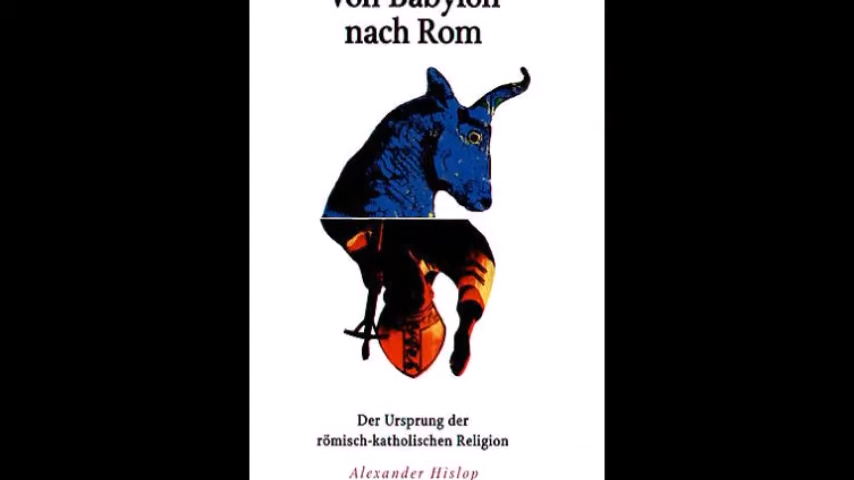 Von Babylon
nach Rom
Der Ursprung der
römisch-katholischen Religion
Alexander Hislop